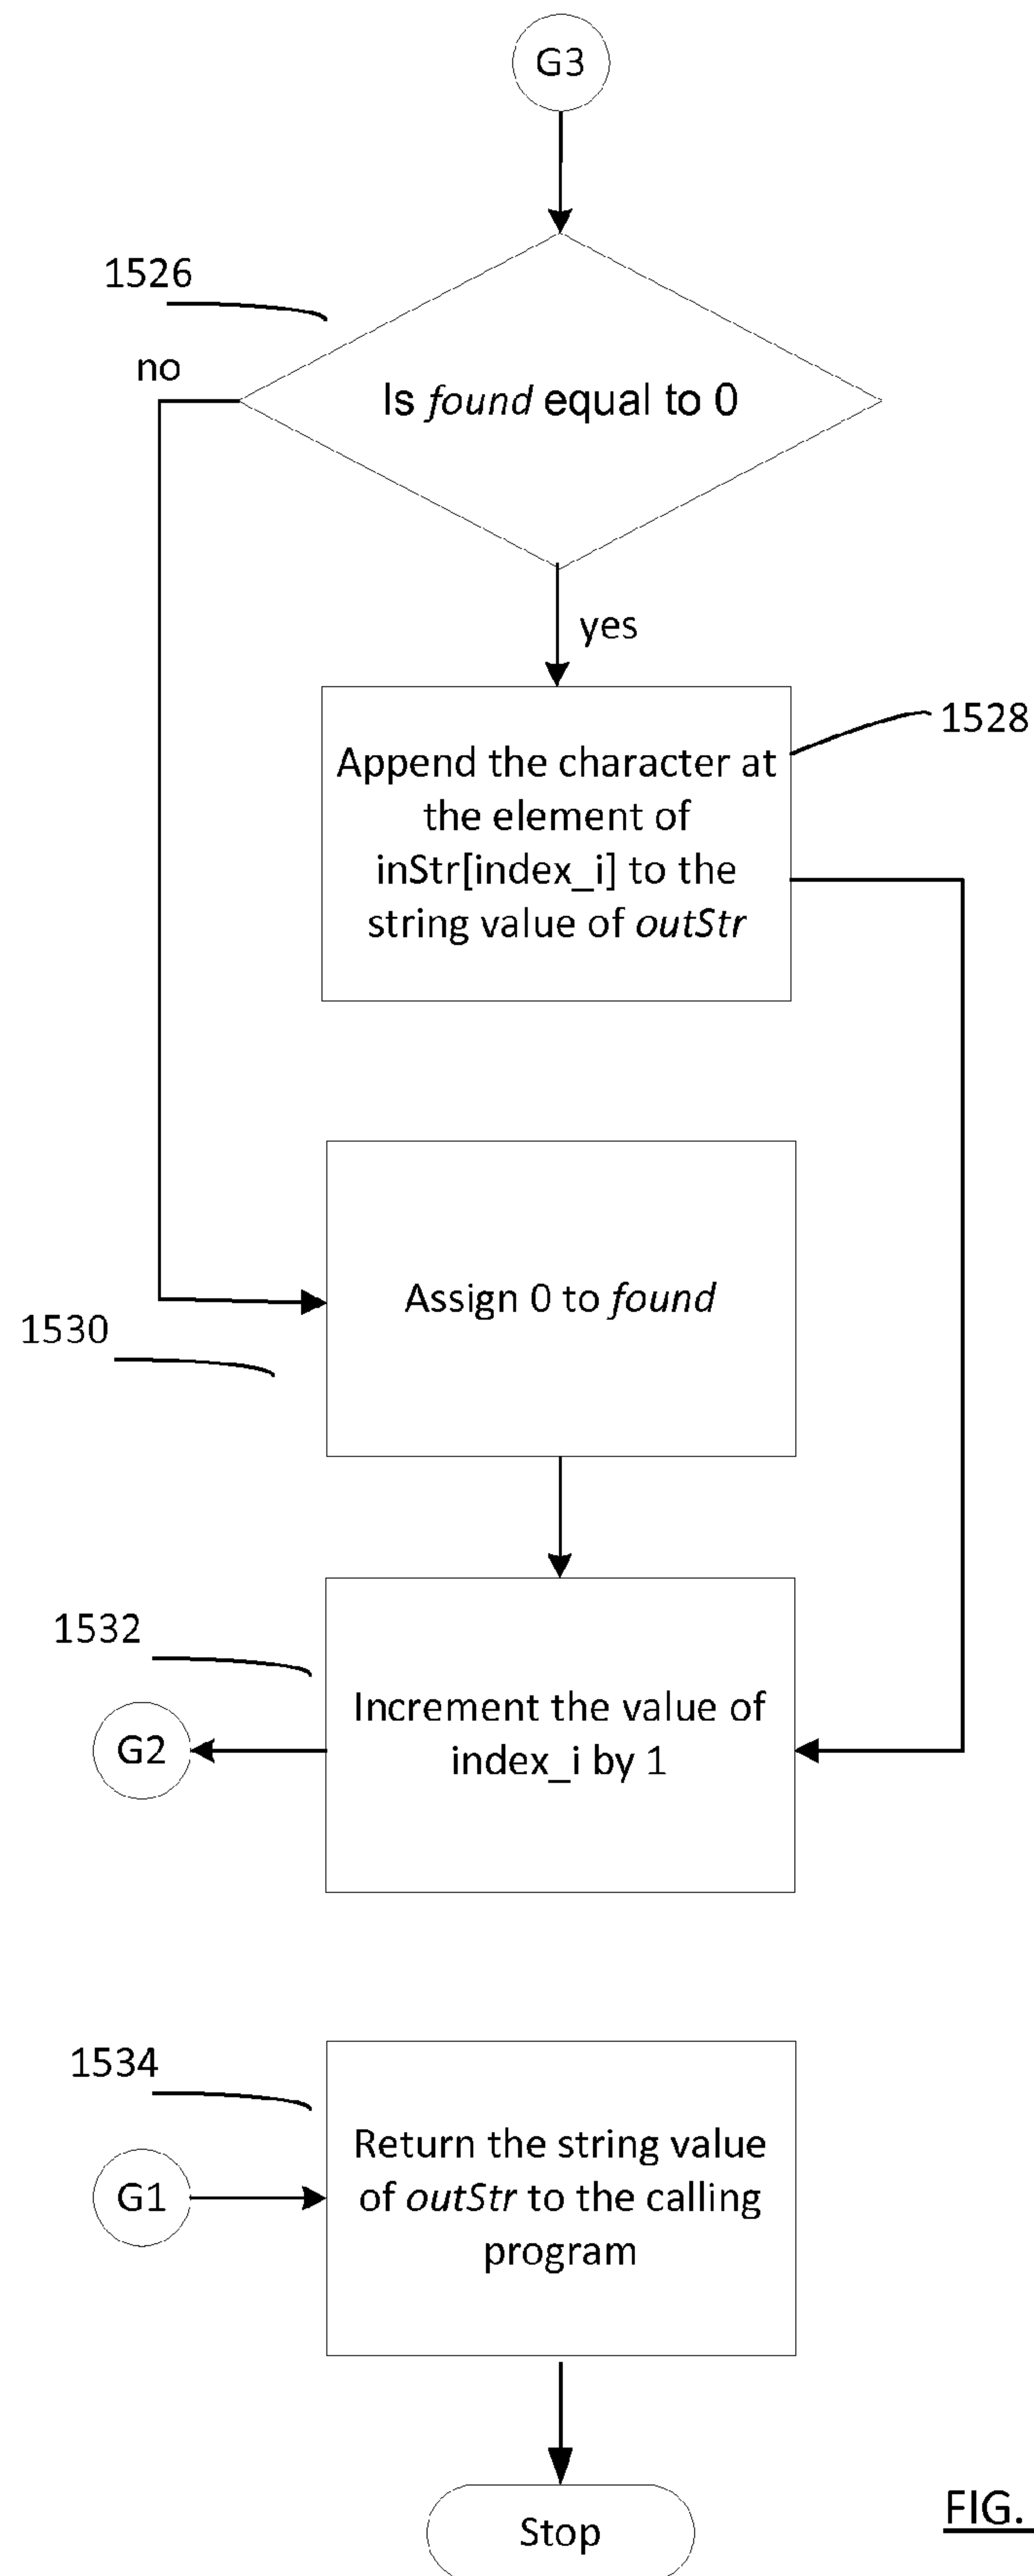 G3
1526
no
Is found equal to 0
yes
1528
Append the character at
the element of
inStr[index_i] to the
string value of outStr
Assign 0 to found
1530
1532
Increment the value of
index_i by 1
G2
1534
Return the string value
of outStr to the calling
program
G1
Stop
FIG.